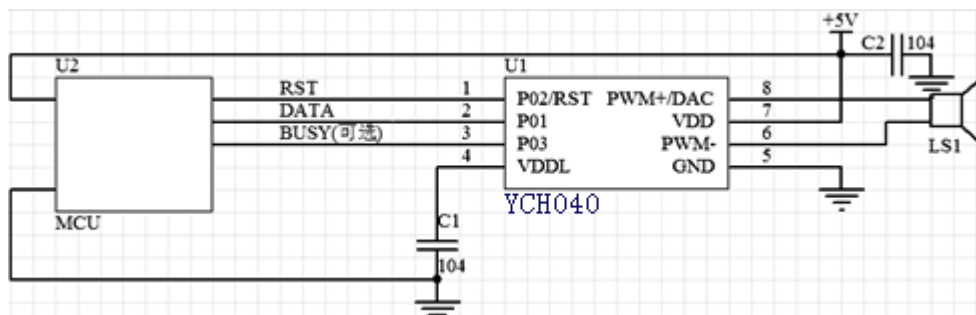 +5V
C2 104
U2
U1
RST 1 P02/RST PWM+/DAC 8
DATA 2 P01 VDD 7
BUSY(可选) 3 P03 PWM- 6
4 VDDL GND 5
LS1
YCH040
MCU
C1
104